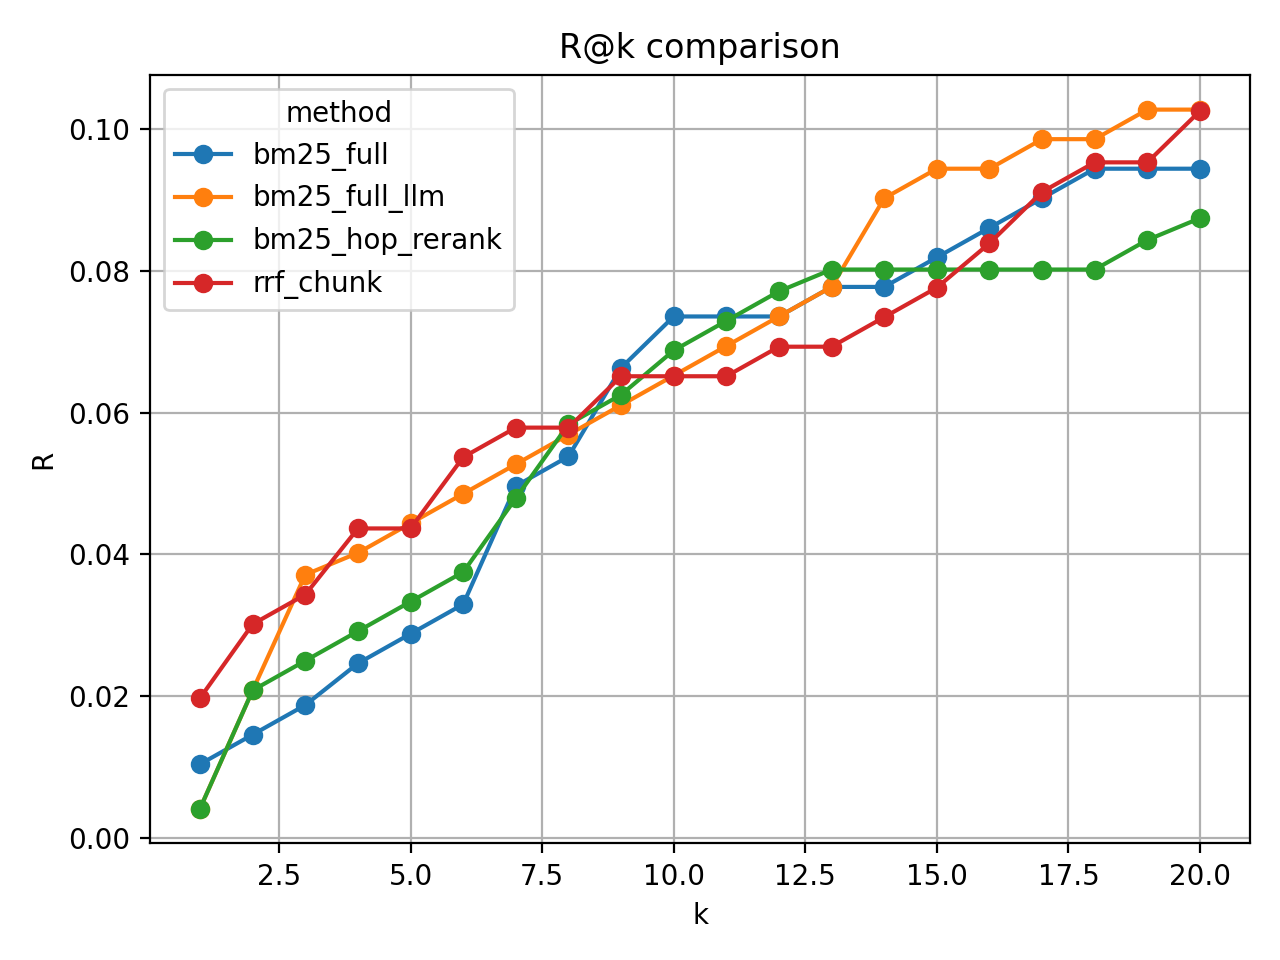 R@k comparison
method
bm25_full
bm25_full_llm
bm25_hop_rerank
rrf_chunk
R
0.10
0.08
0.06
0.04
0.02
0.00
2.5 5.0 7.5 10.0 12.5 15.0 17.5 20.0
k